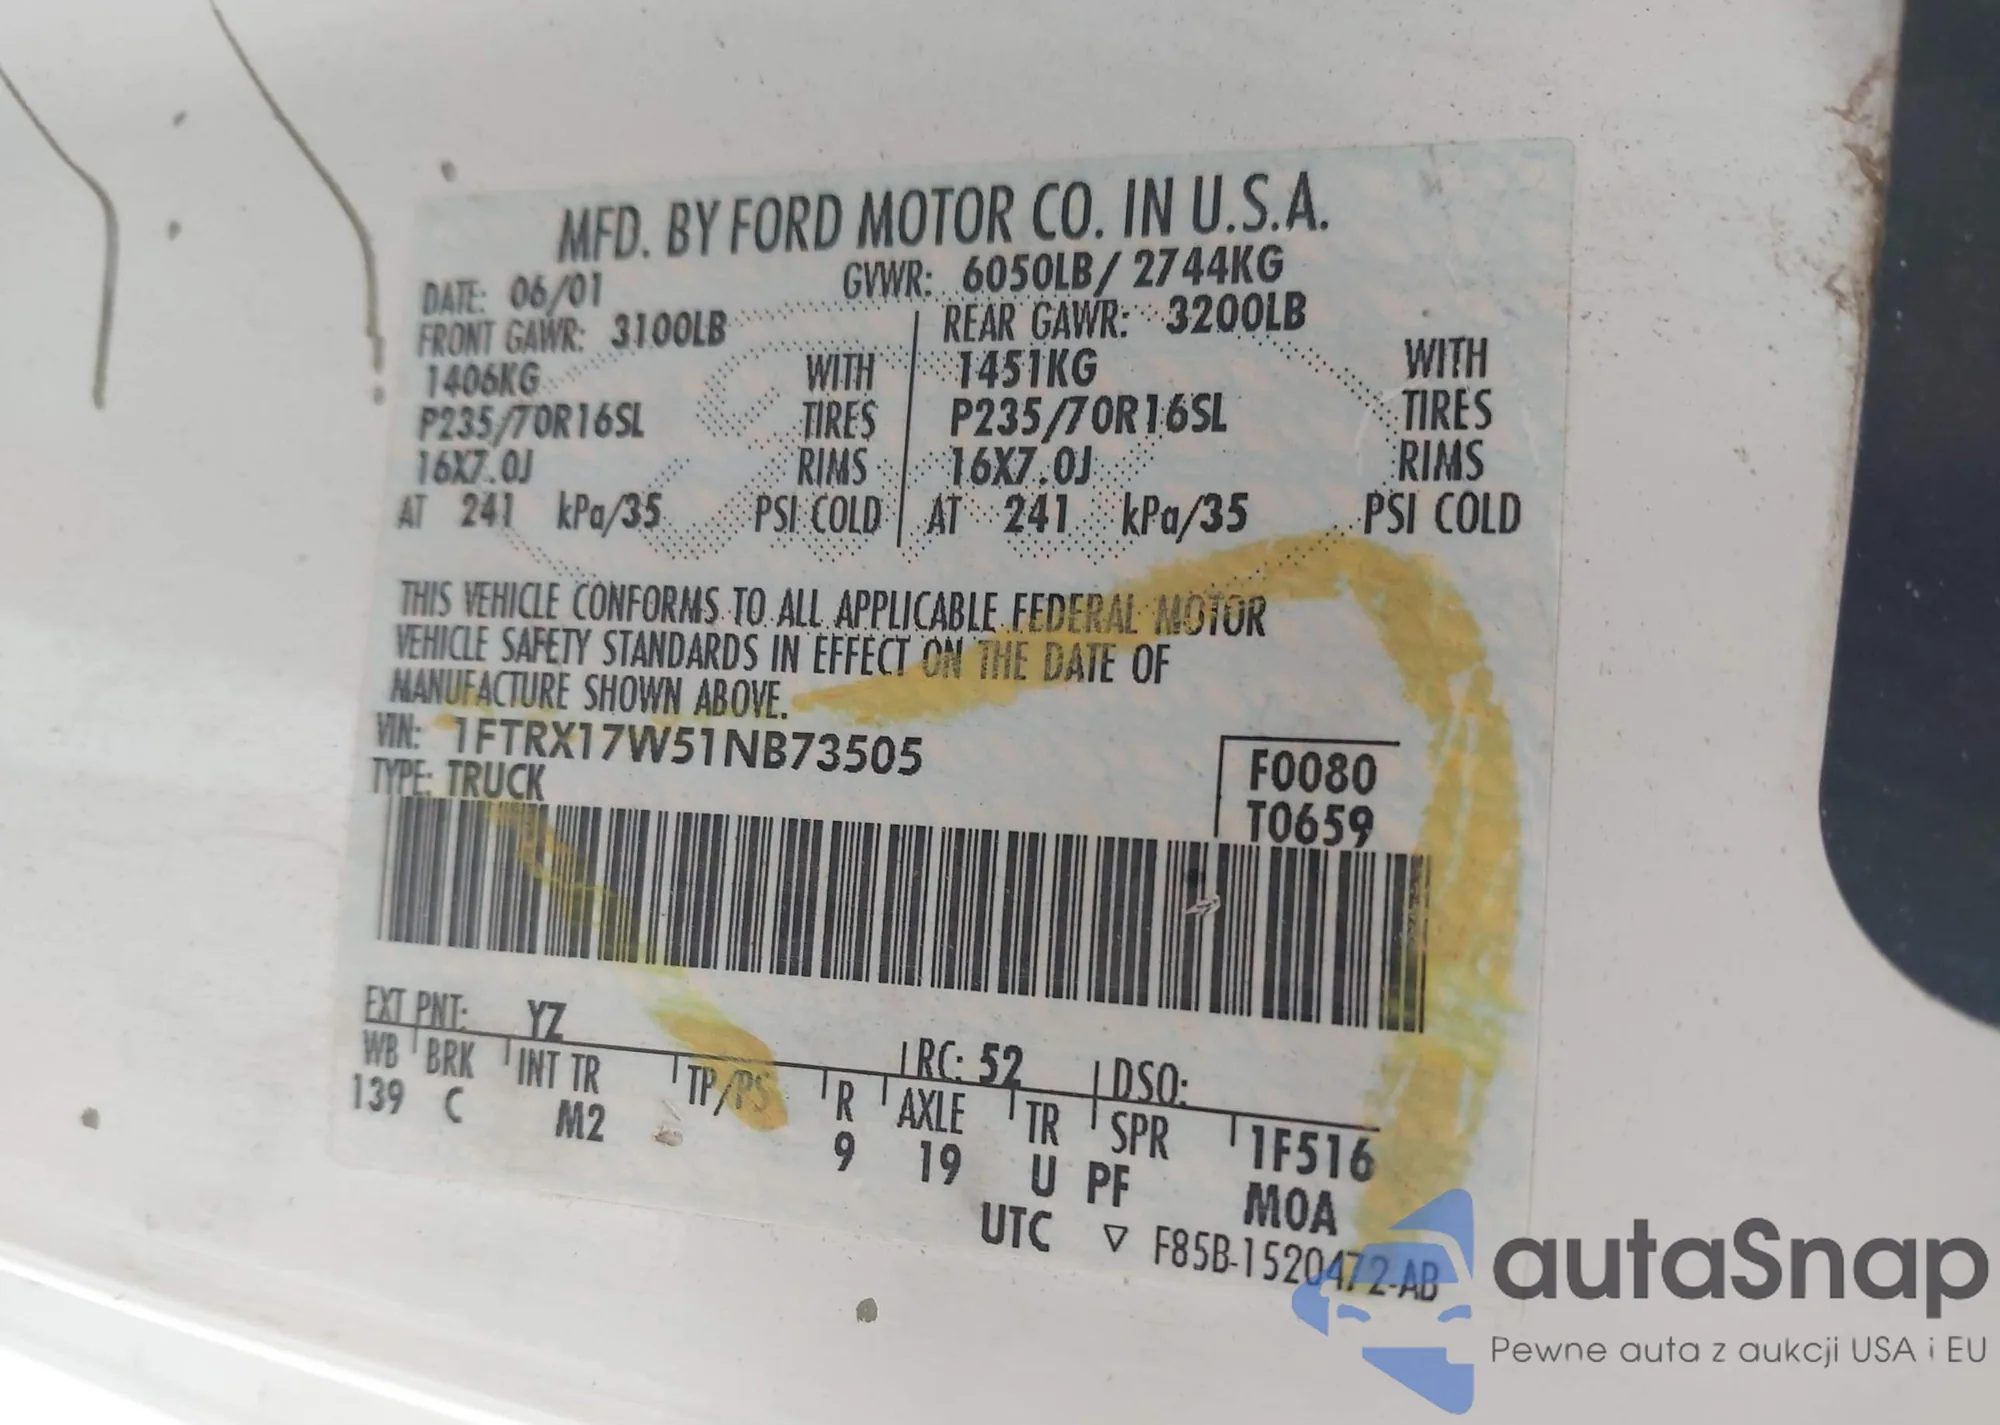 MFD. BY FORD MOTOR CO. IN U.S.A.
DATE: 06/01 GVWR: 6050LB/ 2744KG
FRONT GAWR: 3100LB REAR GAWR: 3200LB
1406KG WITH 1451KG WITH
P235/70R16SL TIRES P235/70R16SL TIRES
16X7.0J RIMS 16X7.0J RIMS
AT 241 kPa/35 PSI COLD AT 241 kPa/35 PSI COLD
THIS VEHICLE CONFORMS TO ALL APPLICABLE FEDERAL MOTOR
VEHICLE SAFETY STANDARDS IN EFFECT ON THE DATE OF
MANUFACTURE SHOWN ABOVE.
VIN: 1FTRX17W51NB73505 F0080
TYPE: TRUCK T0659
EXT PNT: YZ RC: 52 DSO:
WB BRK INT TR TP/PS R AXLE TR SPR 1F516
139 C M2 9 19 U PF M0A
UTC ▽ F85B-1520472-AB
autaSnap
Pewne auta z aukcji USA i EU